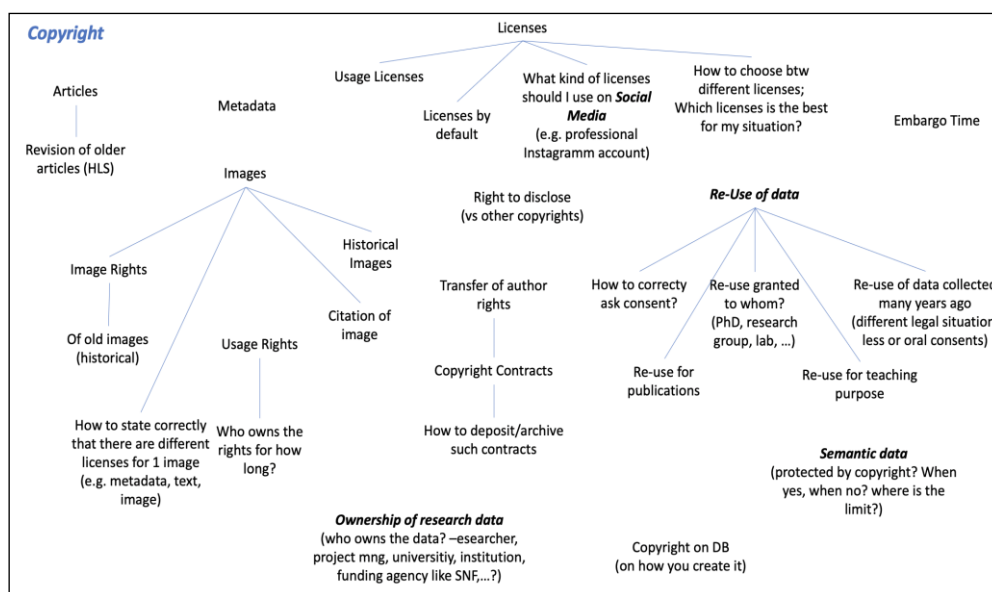 Copyright
Licenses
Usage Licenses
Licenses by
default
What kind of licenses
should I use on Social
Media
(e.g. professional
Instagramm account)
How to choose btw
different licenses;
Which licenses is the best
for my situation?
Articles
Revision of older
articles (HLS)
Metadata
Embargo Time
Images
Image Rights
Of old images
(historical)
How to state correctly
that there are different
licenses for 1 image
(e.g. metadata, text,
image)
Usage Rights
Who owns the
rights for how
long?
Historical
Images
Citation of
image
Right to disclose
(vs other copyrights)
Transfer of author
rights
Copyright Contracts
How to deposit/archive
such contracts
Re-Use of data
How to correcty
ask consent?
Re-use granted
to whom?
(PhD, research
group, lab, …)
Re-use of data collected
many years ago
(different legal situation
less or oral consents)
Re-use for
publications
Re-use for teaching
purpose
Semantic data
(protected by copyright? When
yes, when no? where is the
limit?)
Ownership of research data
(who owns the data? –esearcher,
project mng, universitiy, institution,
funding agency like SNF,…?)
Copyright on DB
(on how you create it)